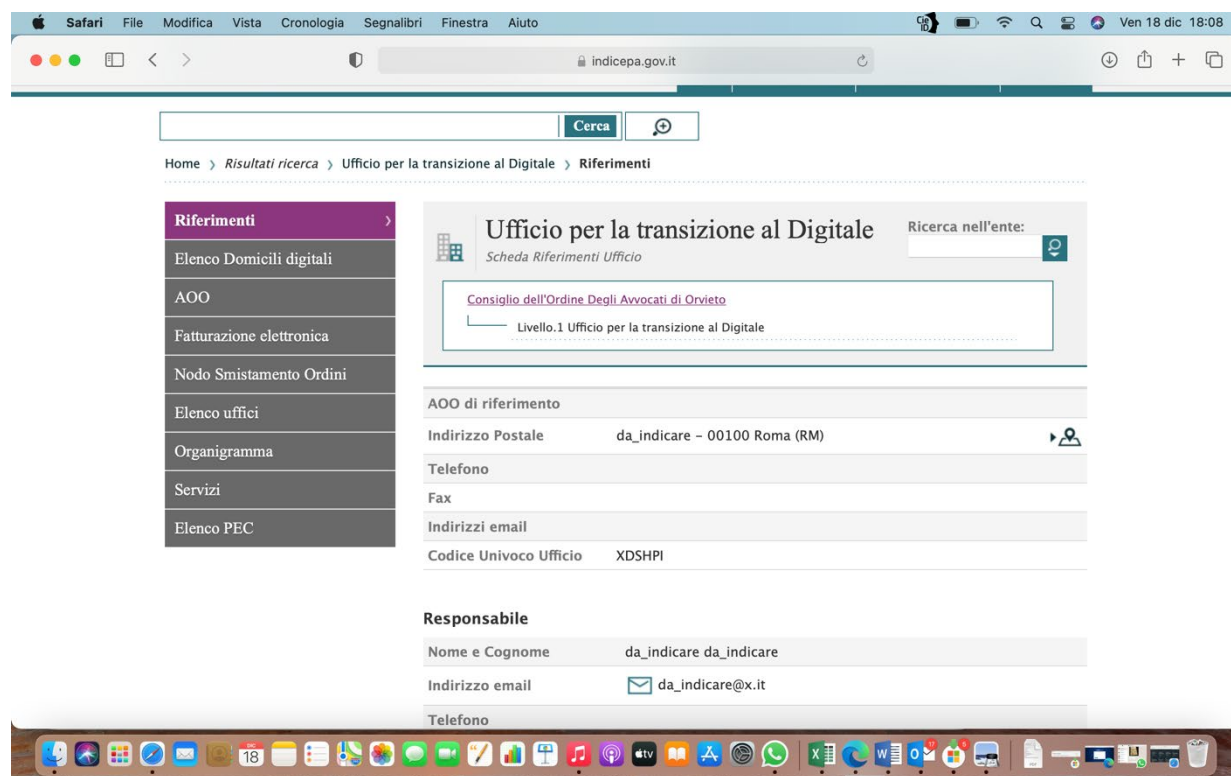 Safari File Modifica Vista Cronologia Segnalibri Finestra Aiuto
Ven 18 dic 18:08
indicepa.gov.it
Cerca
Home › Risultati ricerca › Ufficio per la transizione al Digitale › Riferimenti
Riferimenti
Elenco Domicili digitali
AOO
Fatturazione elettronica
Nodo Smistamento Ordini
Elenco uffici
Organigramma
Servizi
Elenco PEC
Ufficio per la transizione al Digitale
Scheda Riferimenti Ufficio
Ricerca nell'ente:
Consiglio dell'Ordine Degli Avvocati di Orvieto
Livello.1 Ufficio per la transizione al Digitale
AOO di riferimento
Indirizzo Postale da_indicare – 00100 Roma (RM)
Telefono
Fax
Indirizzi email
Codice Univoco Ufficio XDSHPI
Responsabile
Nome e Cognome da_indicare da_indicare
Indirizzo email da_indicare@x.it
Telefono